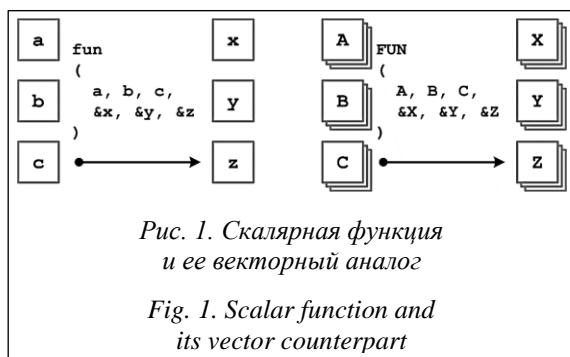 a fun x A FUN X
( (
b a, b, c, y B A, B, C, Y
&x, &y, &z &X, &Y, &Z
) )
c z C Z
Рис. 1. Скалярная функция
и ее векторный аналог
Fig. 1. Scalar function and
its vector counterpart